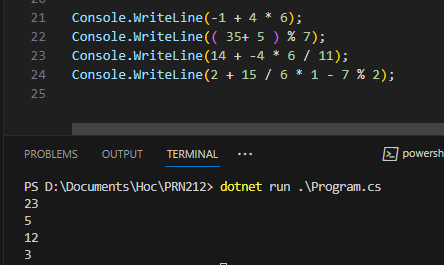 21 Console.WriteLine(-1 + 4 * 6);
22 Console.WriteLine(( 35+ 5 ) % 7);
23 Console.WriteLine(14 + -4 * 6 / 11);
24 Console.WriteLine(2 + 15 / 6 * 1 - 7 % 2);
25
PROBLEMS OUTPUT TERMINAL ··· powersh
PS D:\Documents\Hoc\PRN212> dotnet run .\Program.cs
23
5
12
3